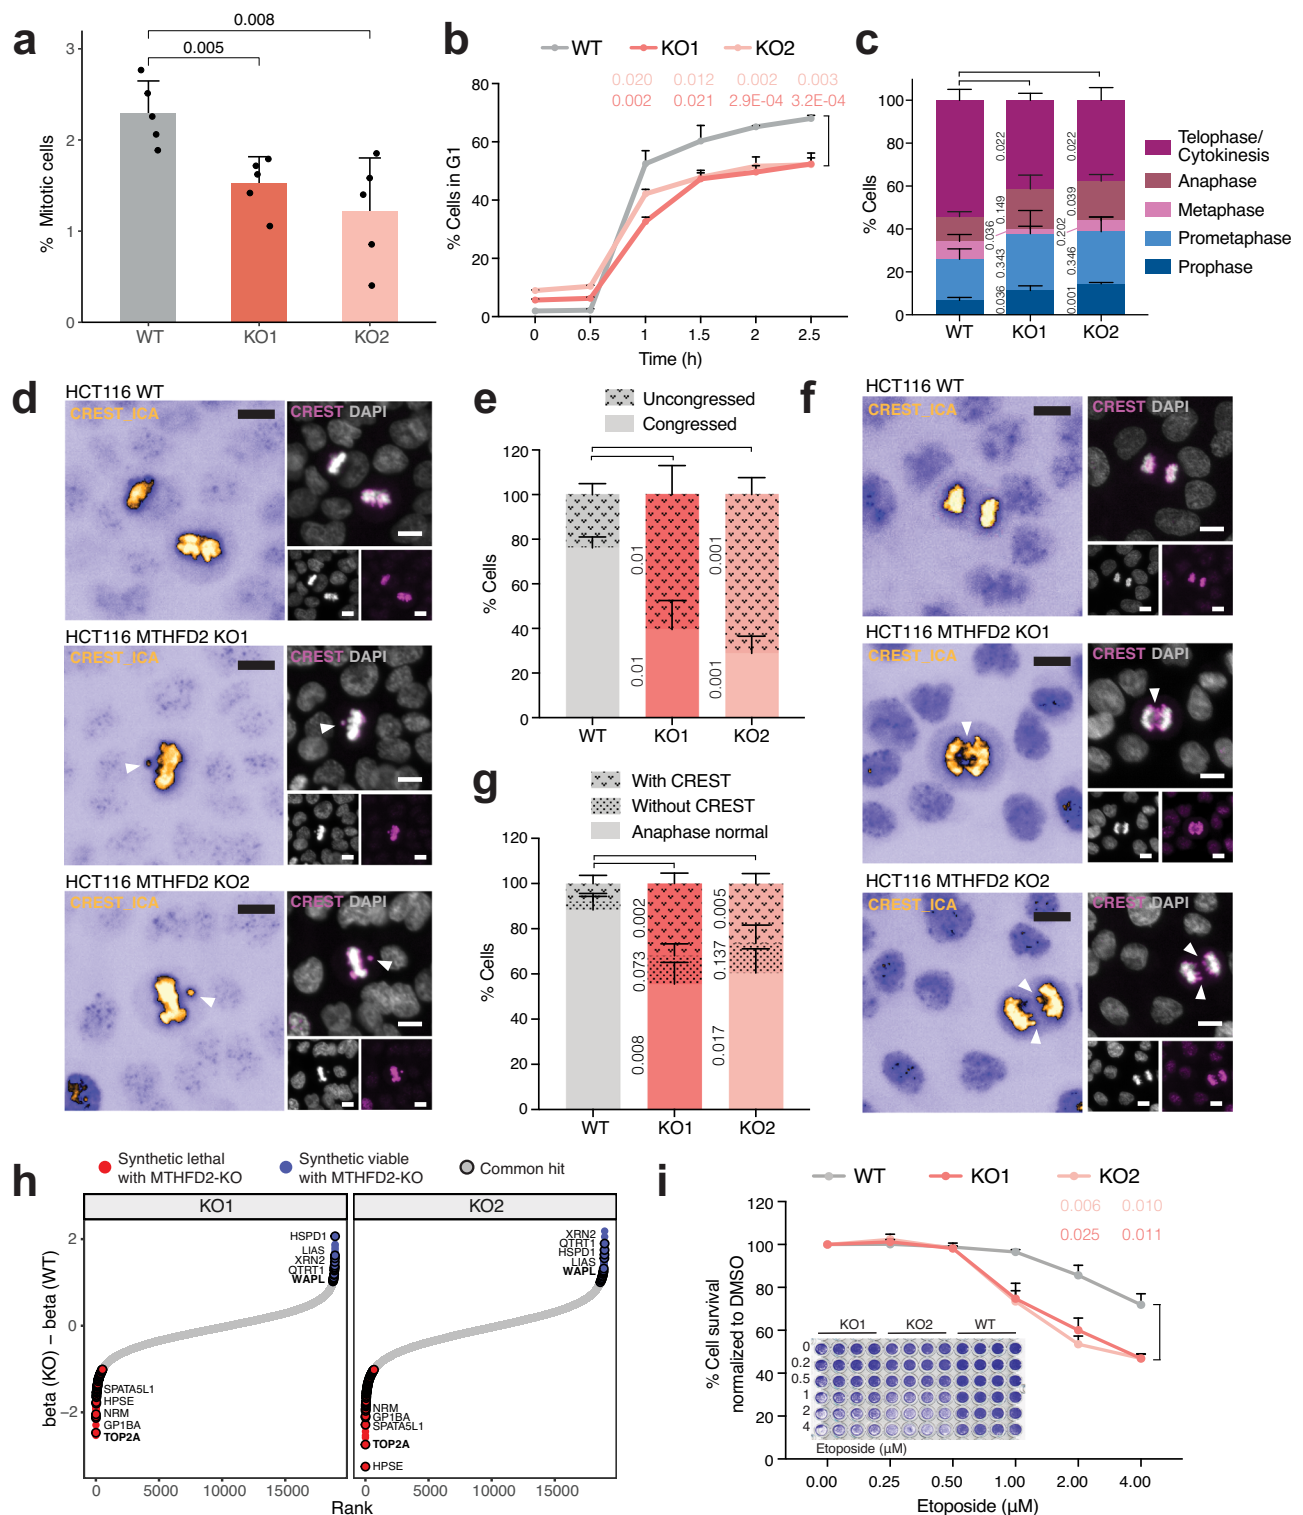 a
0.008
0.005
% Mitotic cells
3
2
1
0
WT
KO1
KO2
b
WT
KO1
KO2
0.020 0.012 0.002 0.003
0.002 0.021 2.9E-04 3.2E-04
% Cells in G1
80
60
40
20
0
0 0.5 1 1.5 2 2.5
Time (h)
c
% Cells
100
80
60
40
20
0
0.022
0.149
0.036
0.343
0.036
0.022
0.039
0.202
0.346
0.001
WT KO1 KO2
Telophase/
Cytokinesis
Anaphase
Metaphase
Prometaphase
Prophase
d
HCT116 WT
CREST_ICA
CREST DAPI
HCT116 MTHFD2 KO1
CREST_ICA
CREST DAPI
HCT116 MTHFD2 KO2
CREST_ICA
CREST DAPI
e
Uncongressed
Congressed
% Cells
120
100
80
60
40
20
0
0.01
0.01
0.001
0.001
WT KO1 KO2
f
HCT116 WT
CREST_ICA
CREST DAPI
HCT116 MTHFD2 KO1
CREST_ICA
CREST DAPI
HCT116 MTHFD2 KO2
CREST_ICA
CREST DAPI
g
With CREST
Without CREST
Anaphase normal
% Cells
120
100
80
60
40
20
0
0.002
0.073
0.008
0.005
0.137
0.017
WT KO1 KO2
h
Synthetic lethal
with MTHFD2-KO
Synthetic viable
with MTHFD2-KO
Common hit
KO1
KO2
beta (KO) – beta (WT)
2
0
−2
HSPD1
LIAS
XRN2
QTRT1
WAPL
SPATA5L1
HPSE
NRM
GP1BA
TOP2A
XRN2
QTRT1
HSPD1
LIAS
WAPL
NRM
GP1BA
SPATA5L1
TOP2A
HPSE
0 5000 10000 15000
0 5000 10000 15000
Rank
i
WT
KO1
KO2
0.006 0.010
0.025 0.011
% Cell survival
normalized to DMSO
120
100
80
60
40
20
0
KO1 KO2 WT
0
0.2
0.5
1
2
4
Etoposide (μM)
0.00 0.25 0.50 1.00 2.00 4.00
Etoposide (μM)